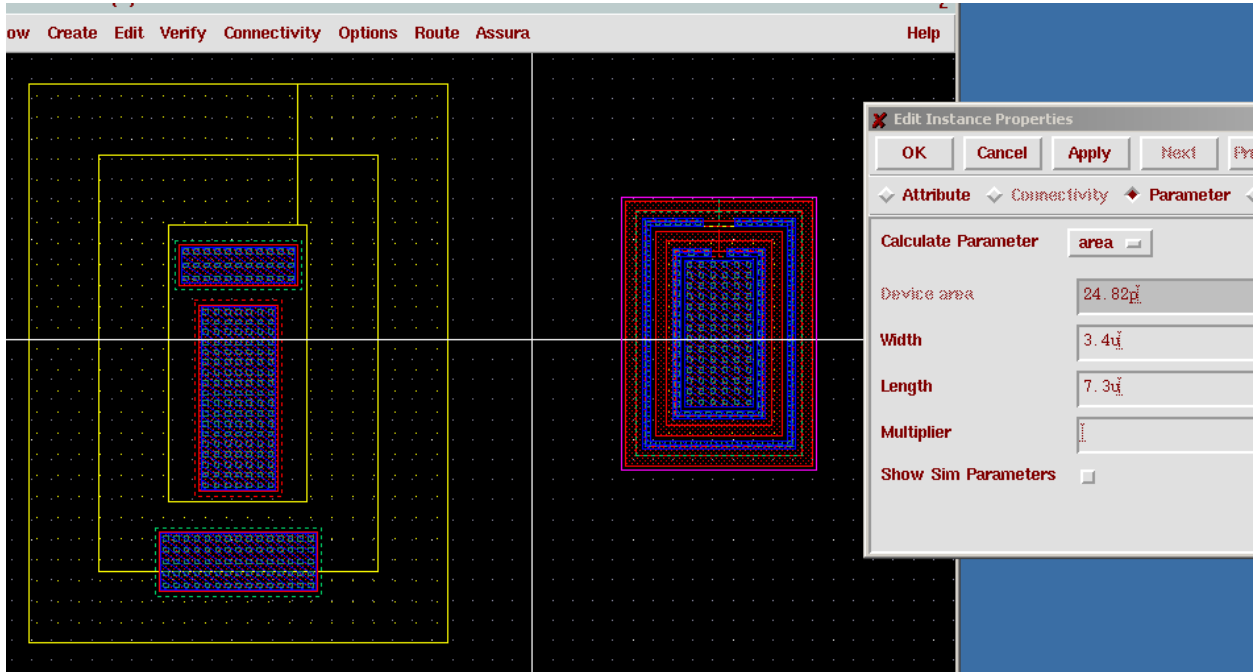 Create Edit Verify Connectivity Options Route Assura Help
Edit Instance Properties
OK Cancel Apply Next
Attribute Connectivity Parameter
Calculate Parameter area
Device area 24.82p
Width 3.4u
Length 7.3u
Multiplier
Show Sim Parameters